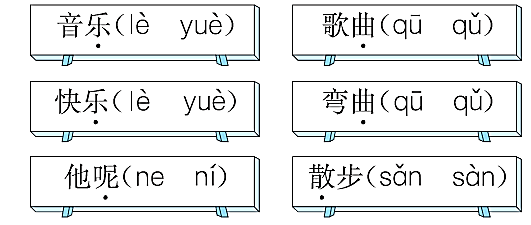 音乐(lè yuè) 歌曲(qū qǔ)
快乐(lè yuè) 弯曲(qū qǔ)
他呢(ne ní) 散步(sǎn sàn)